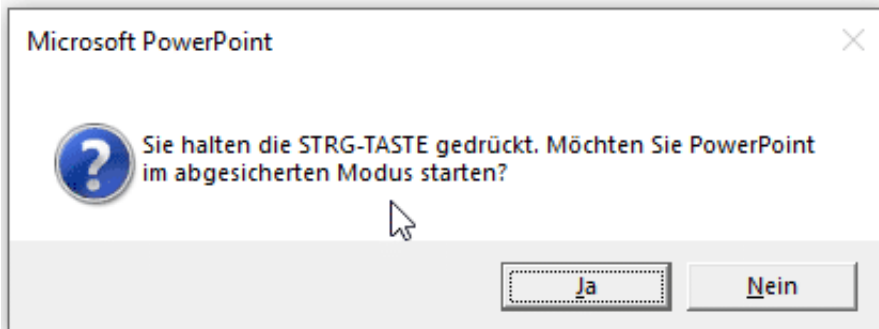 Microsoft PowerPoint
Sie halten die STRG-TASTE gedrückt. Möchten Sie PowerPoint
im abgesicherten Modus starten?
Ja
Nein